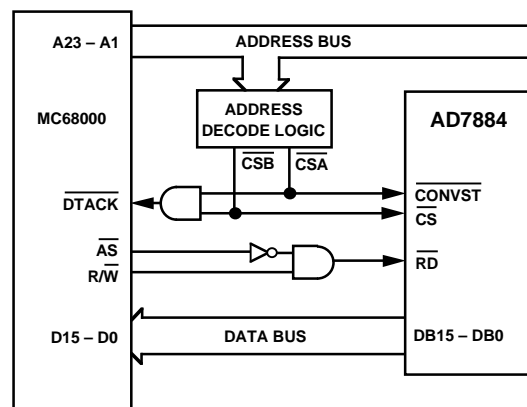 A23 – A1
ADDRESS BUS
MC68000
ADDRESS
DECODE LOGIC
AD7884
CSB
CSA
DTACK
CONVST
CS
AS
R/W
RD
D15 – D0
DATA BUS
DB15 – DB0